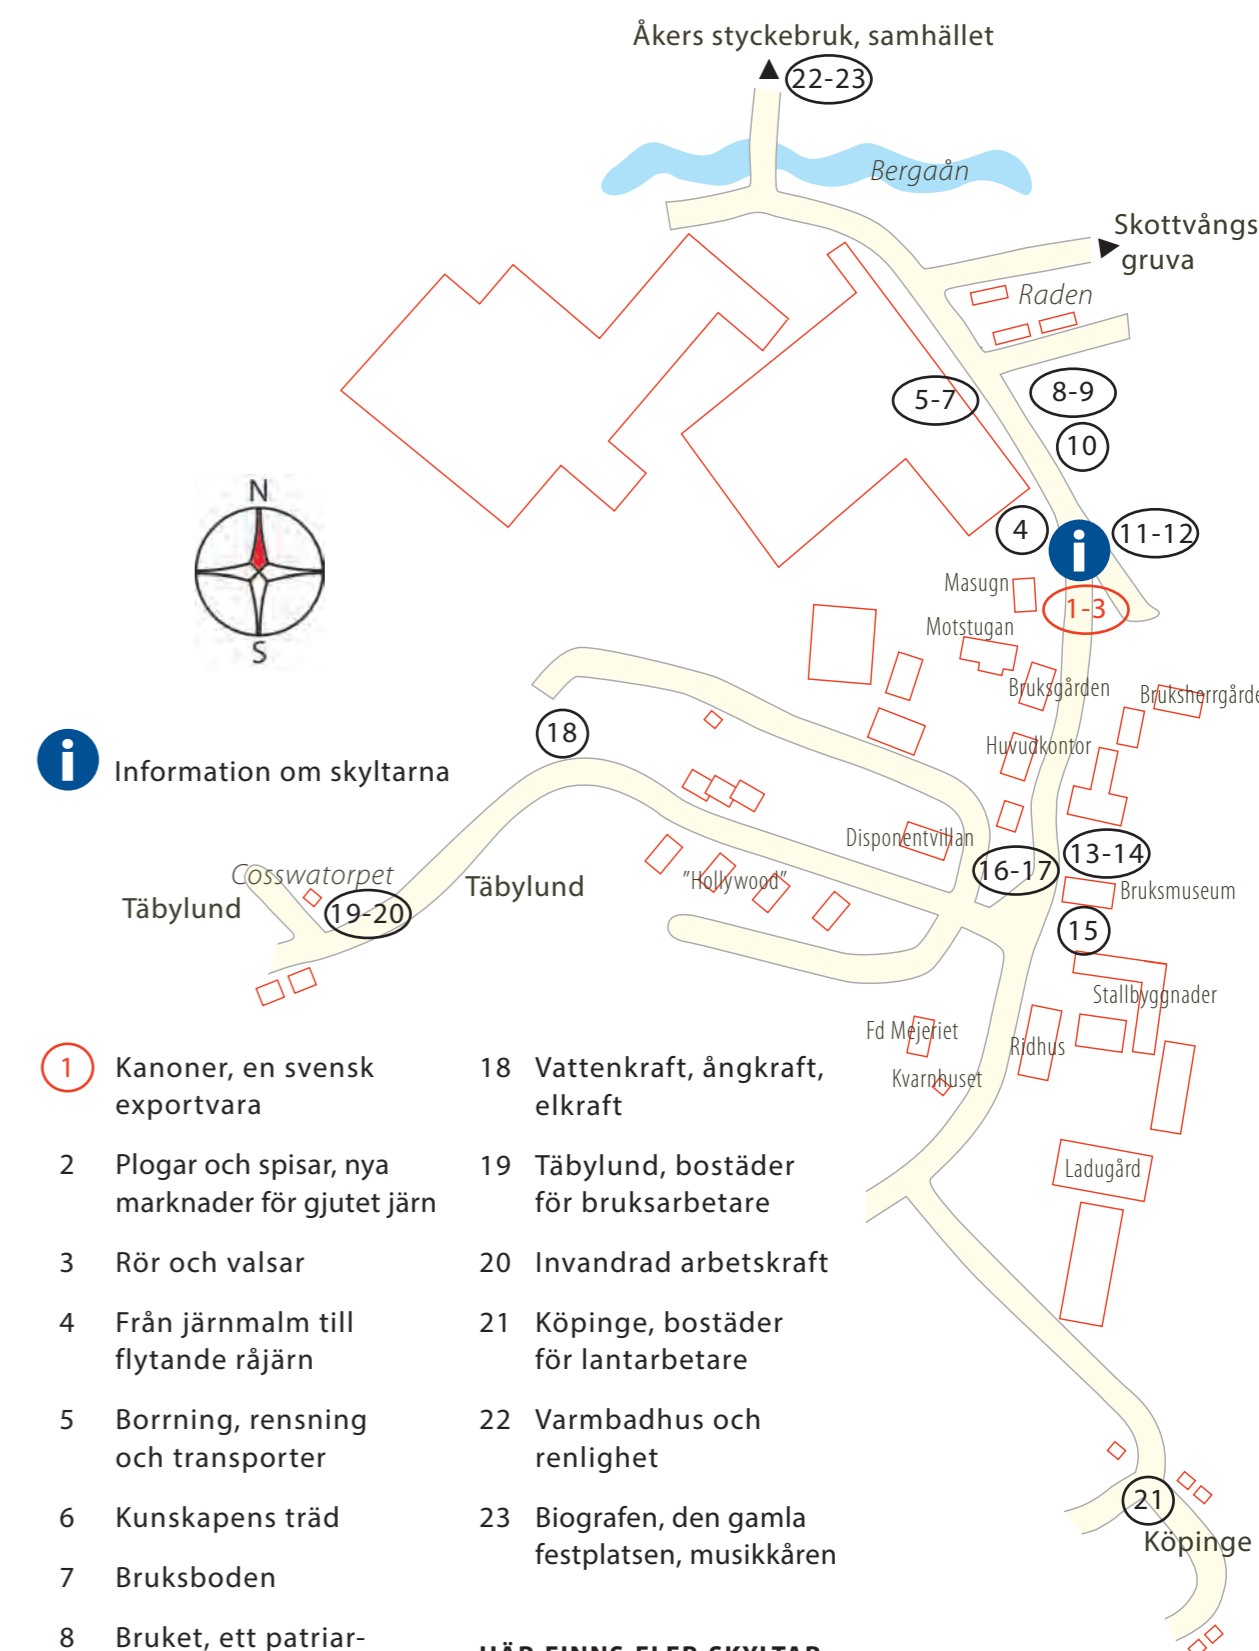 Åkers styckebruk, samhället
22-23
Bergaån
Skottvångs
gruva
Raden
5-7
8-9
10
4
i
11-12
1-3
Masugn
Motstugan
Bruksgården
Huvudkontor
N
S
18
i
Information om skyltarna
Disponentvillan
16-17
13-14
Bruksmuseum
15
"Hollywood"
Cosswatorpet
Täbylund
19-20
Täbylund
Stallbyggnader
Fd Mejeriet
Ridhus
Kvarnhuset
Ladugård
21
Köpinge
1 Kanoner, en svensk
exportvara
2 Plogar och spisar, nya
marknader för gjutet järn
3 Rör och valsar
4 Från järnmalm till
flytande råjärn
5 Borrning, rensning
och transporter
6 Kunskapens träd
7 Bruksboden
8 Bruket, ett patriar-
18 Vattenkraft, ångkraft,
elkraft
19 Täbylund, bostäder
för bruksarbetare
20 Invandrad arbetskraft
21 Köpinge, bostäder
för lantarbetare
22 Varmbadhus och
renlighet
23 Biografen, den gamla
festplatsen, musikkåren
HÄR FINNS FLER SKYLTAR